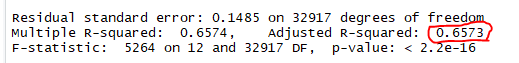 Residual standard error: 0.1485 on 32917 degrees of freedom
Multiple R-squared:  0.6574,    Adjusted R-squared:  0.6573
F-statistic:  5264 on 12 and 32917 DF,  p-value: < 2.2e-16